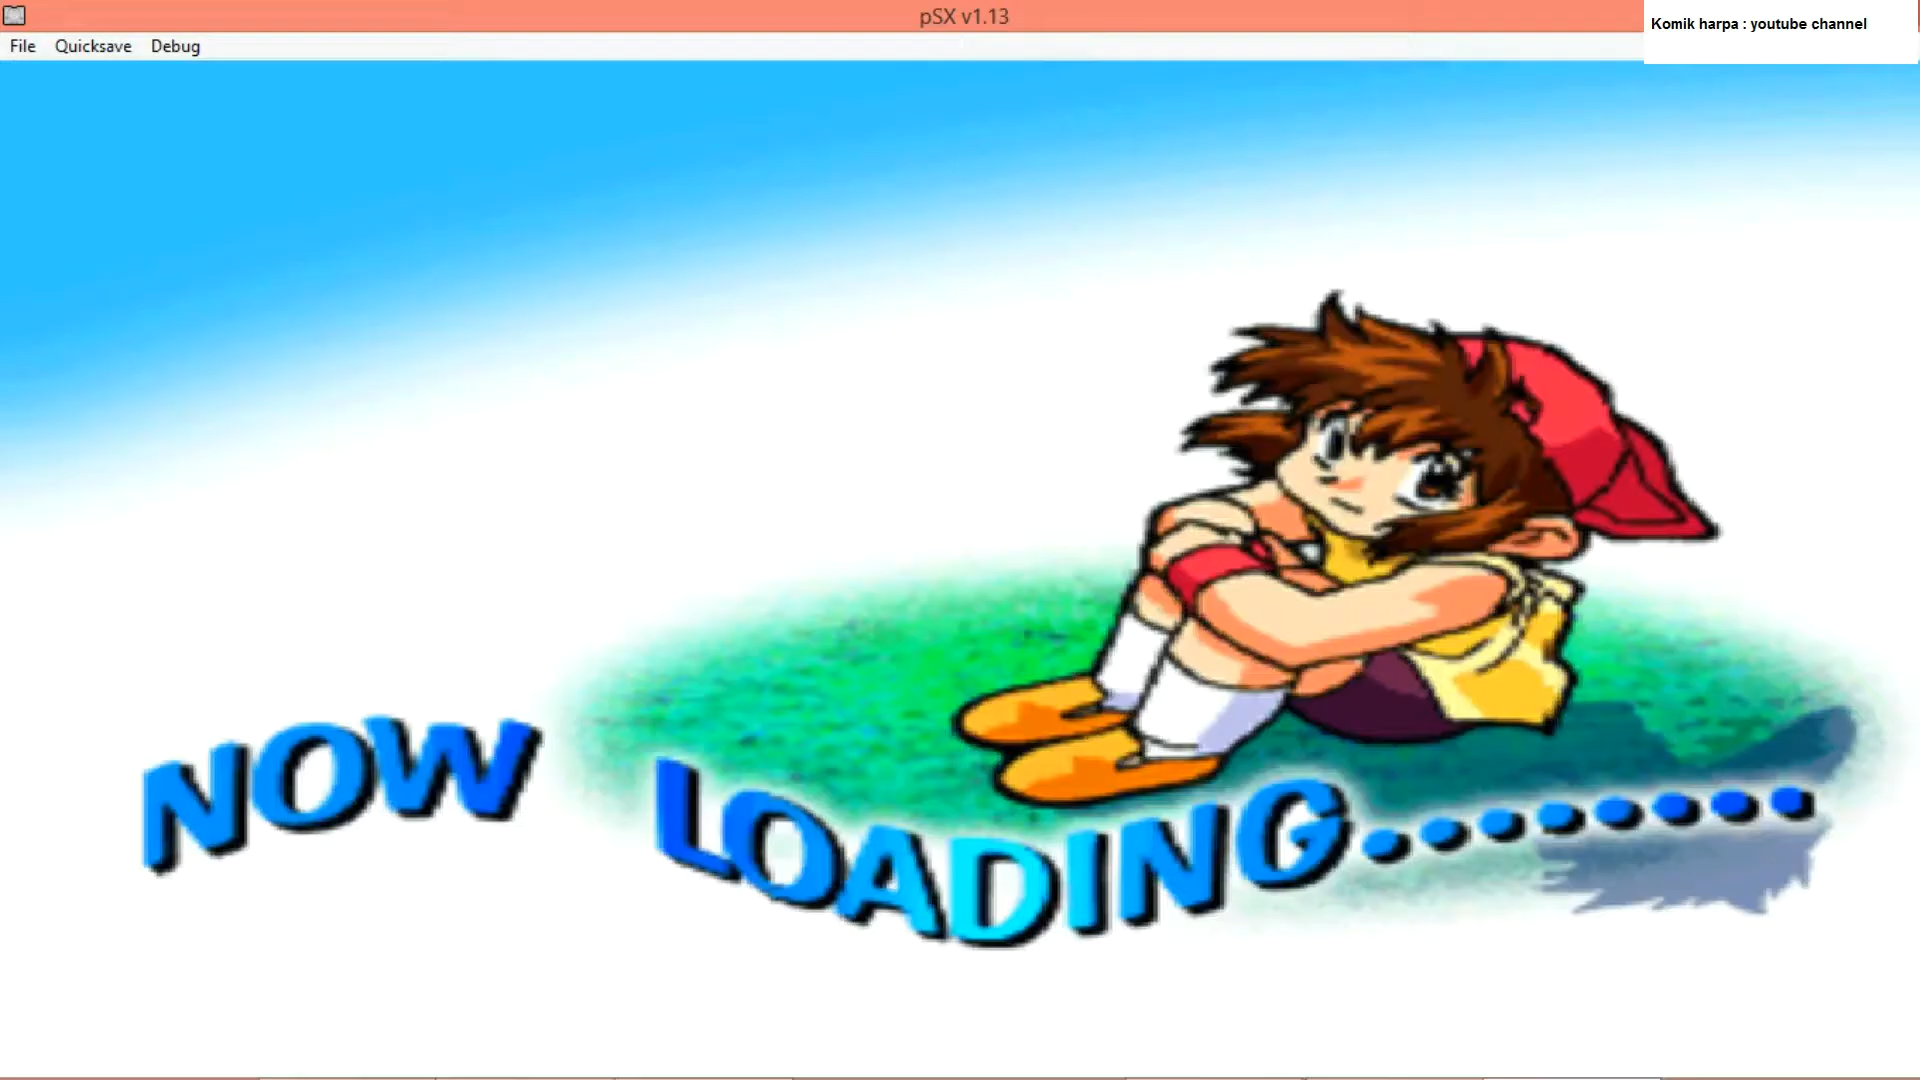 pSX v1.13
Komik harpa : youtube channel
File Quicksave Debug
NOW LOADING.........